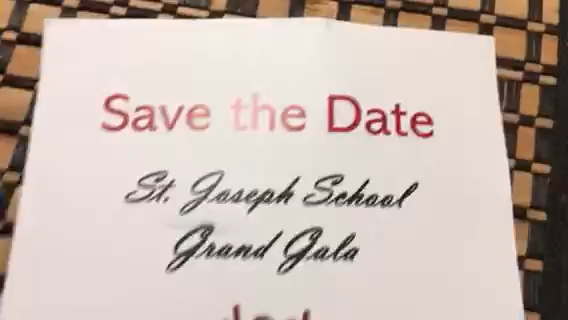 Save the Date
St. Joseph School
Grand Gala